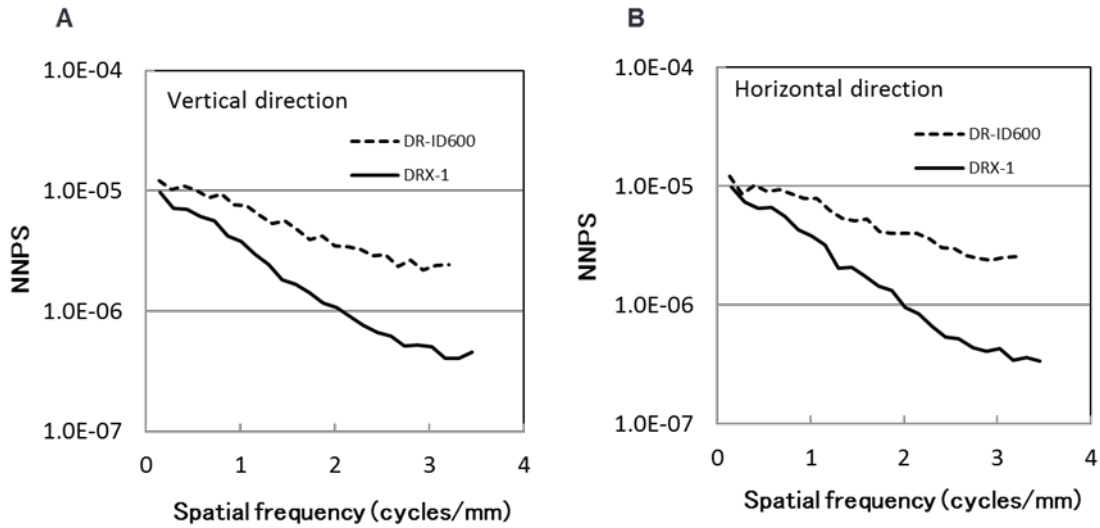 A
1.0E-04
Vertical direction
DR-ID600
DRX-1
1.0E-05
NNPS
1.0E-06
1.0E-07
0 1 2 3 4
Spatial frequency (cycles/mm)
B
1.0E-04
Horizontal direction
DR-ID600
DRX-1
1.0E-05
NNPS
1.0E-06
1.0E-07
0 1 2 3 4
Spatial frequency (cycles/mm)